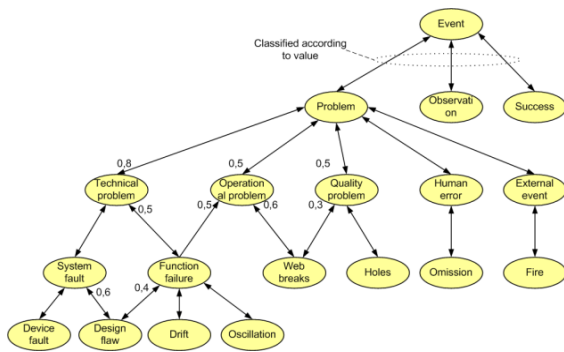 Event
Classified according
to value
Problem
Observati
on
Success
0,8
0,5
0,5
Technical
problem
Operation
al problem
Quality
problem
Human
error
External
event
0,5
0,5
0,6
0,3
System
fault
Function
failure
Web
breaks
Holes
Omission
Fire
0,6
0,4
Device
fault
Design
flaw
Drift
Oscillation